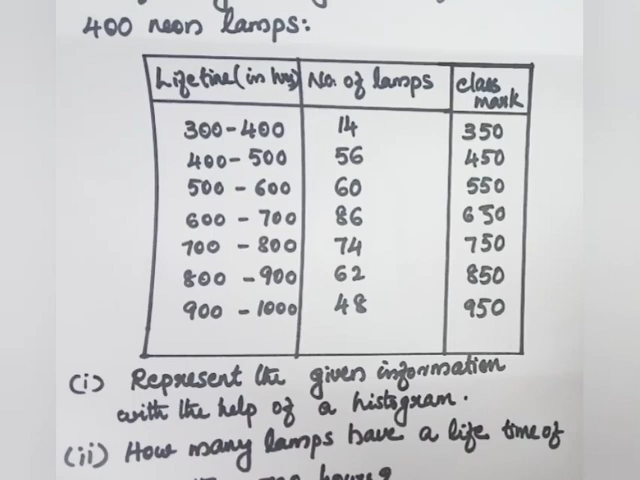 400 neon lamps:
Lifetime (in hrs) No. of lamps class mark
300-400 14 350
400-500 56 450
500-600 60 550
600-700 86 650
700-800 74 750
800-900 62 850
900-1000 48 950
(i) Represent the given information
with the help of a histogram.
(ii) How many lamps have a life time of
hours?